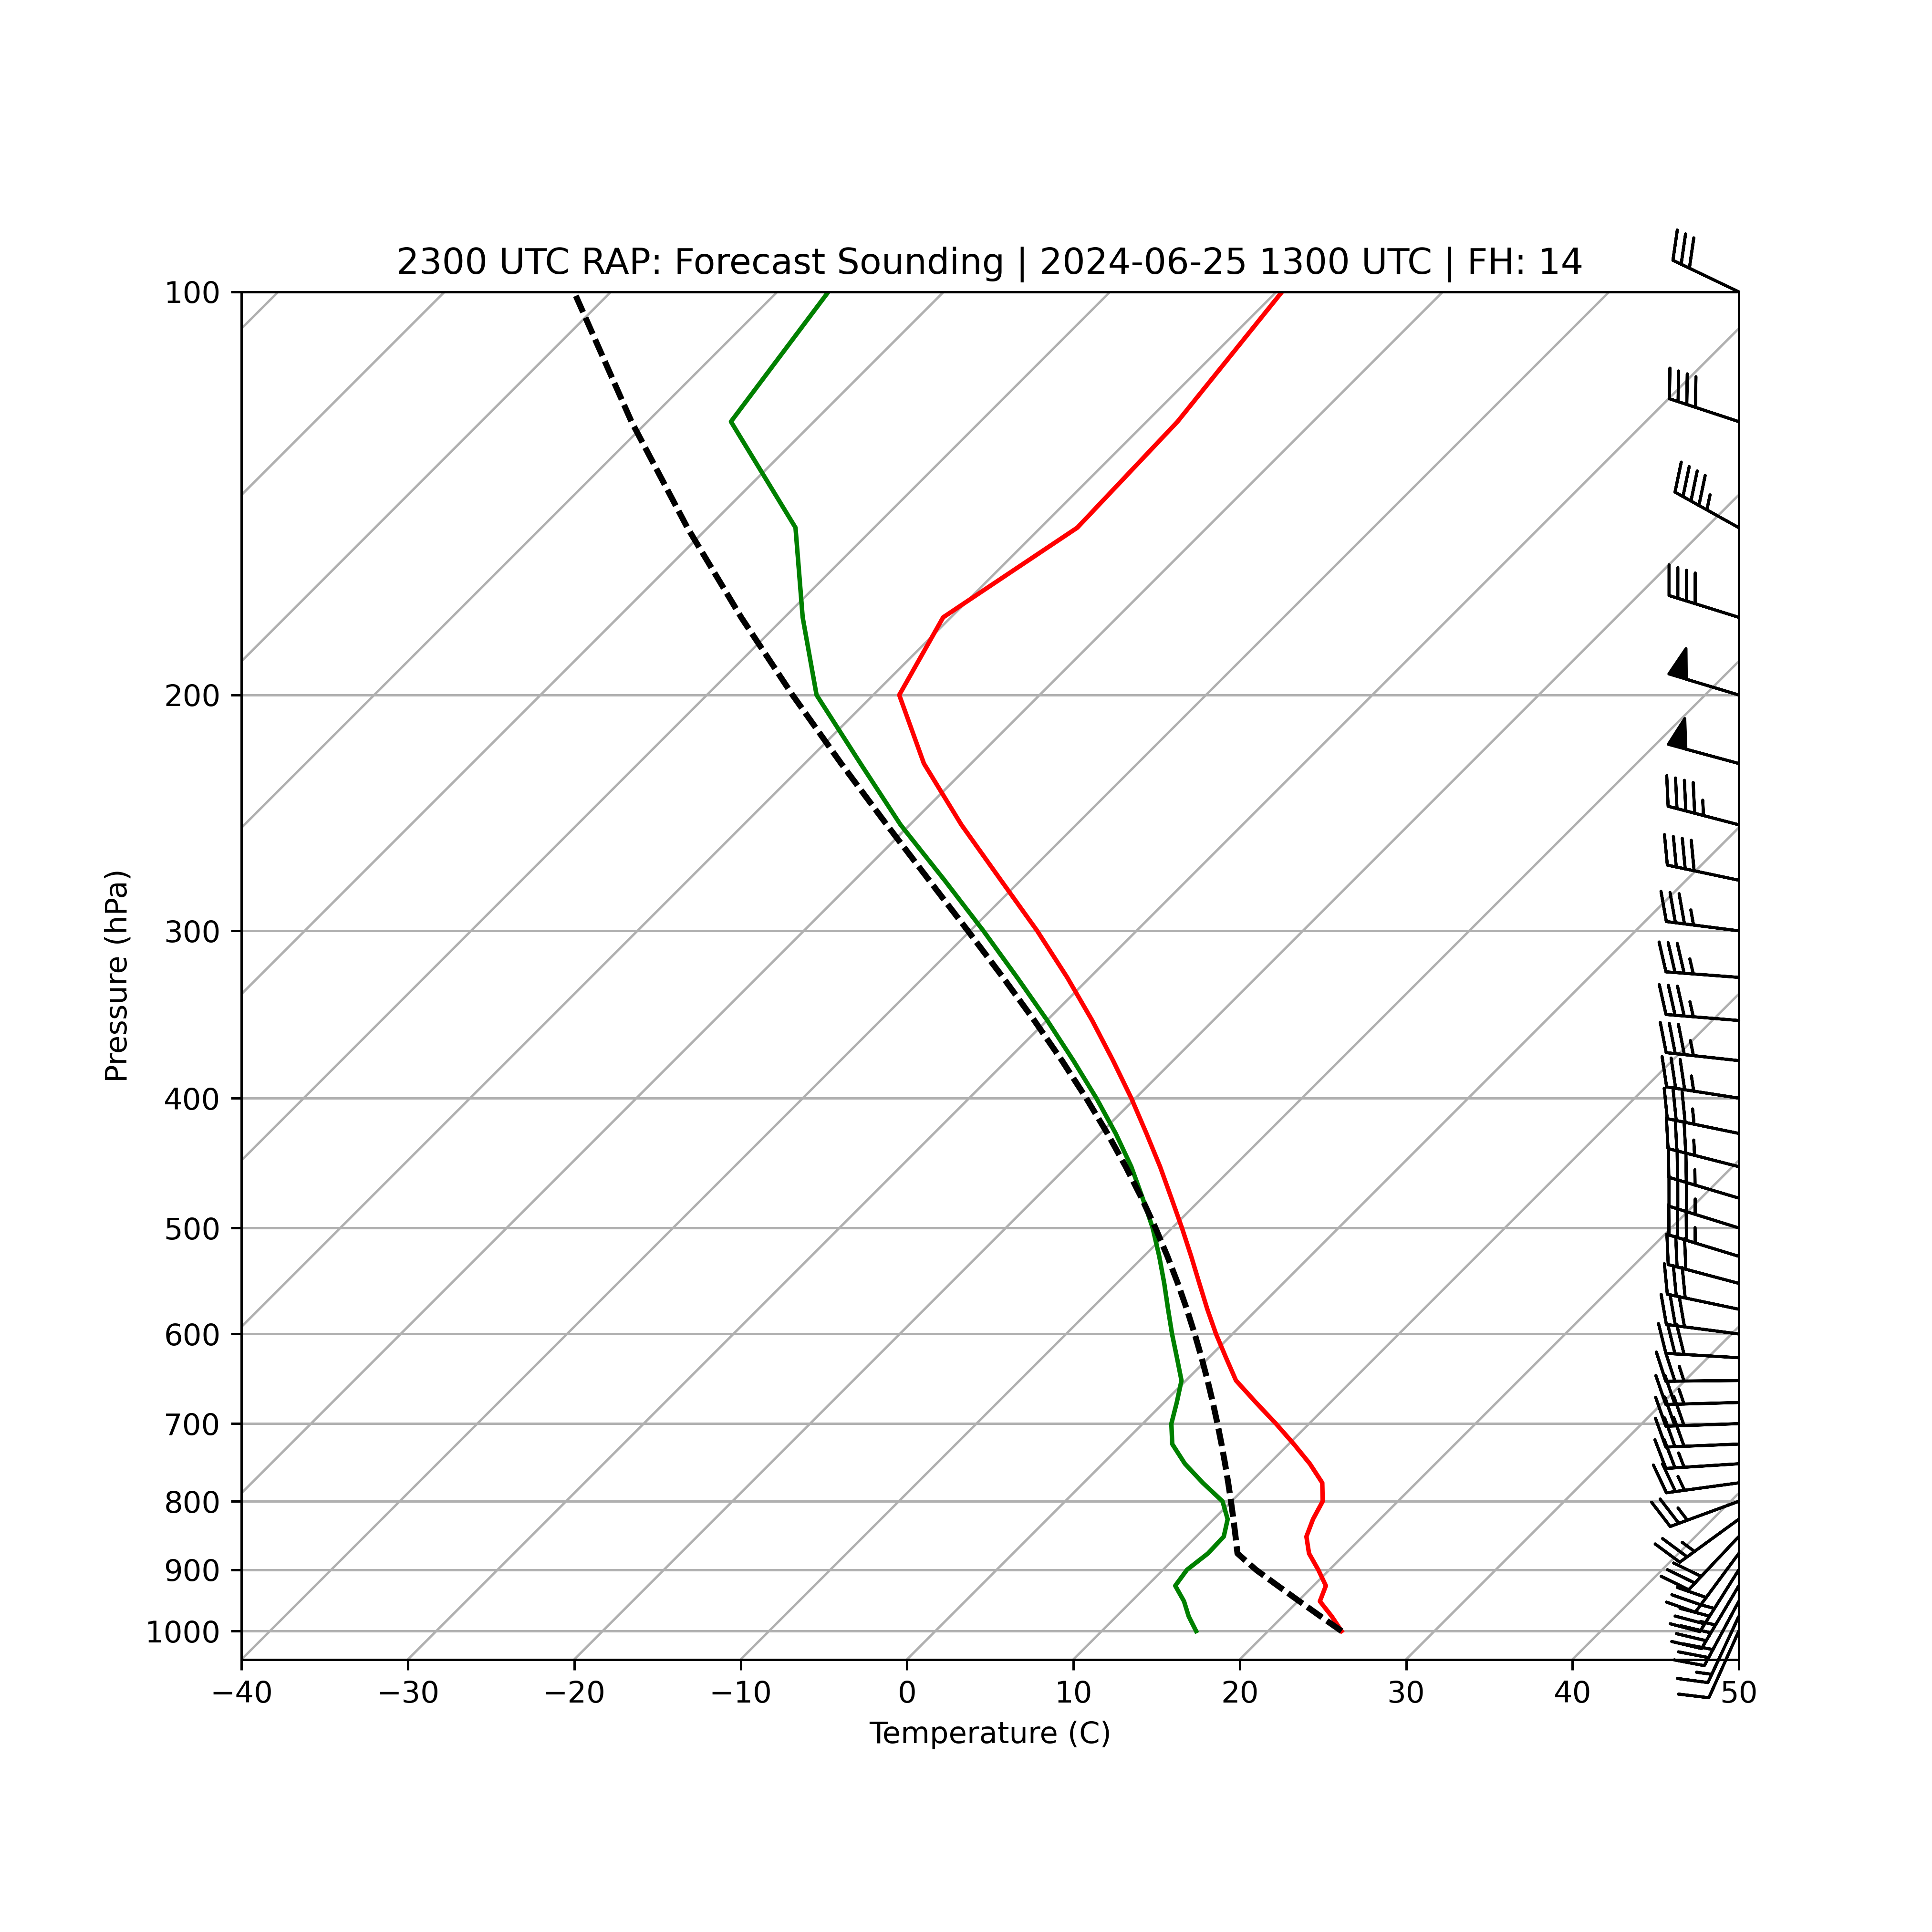 2300 UTC RAP: Forecast Sounding | 2024-06-25 1300 UTC | FH: 14
100
200
300
400
500
600
700
800
900
1000
Pressure (hPa)
−40 −30 −20 −10 0 10 20 30 40 50
Temperature (C)